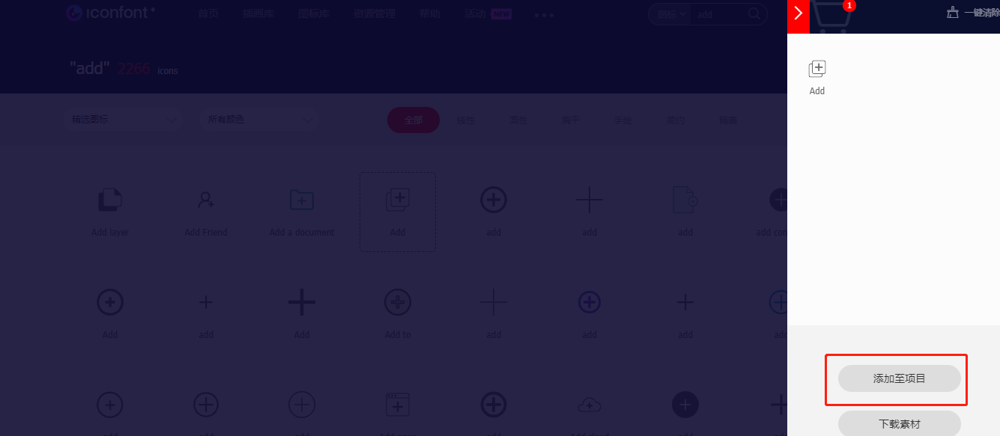 iconfont+ 首页 插画库 图标库 资源管理 帮助 活动 NEW ••• 图标 add
1 一键清除
"add" 2266 icons
Add
精选图标 所有颜色 全部 线性 面性 扁平 手绘 简约 精美
Add layer Add Friend Add a document Add add add add add con
Add add Add Add to add add add add
添加至项目
下载素材